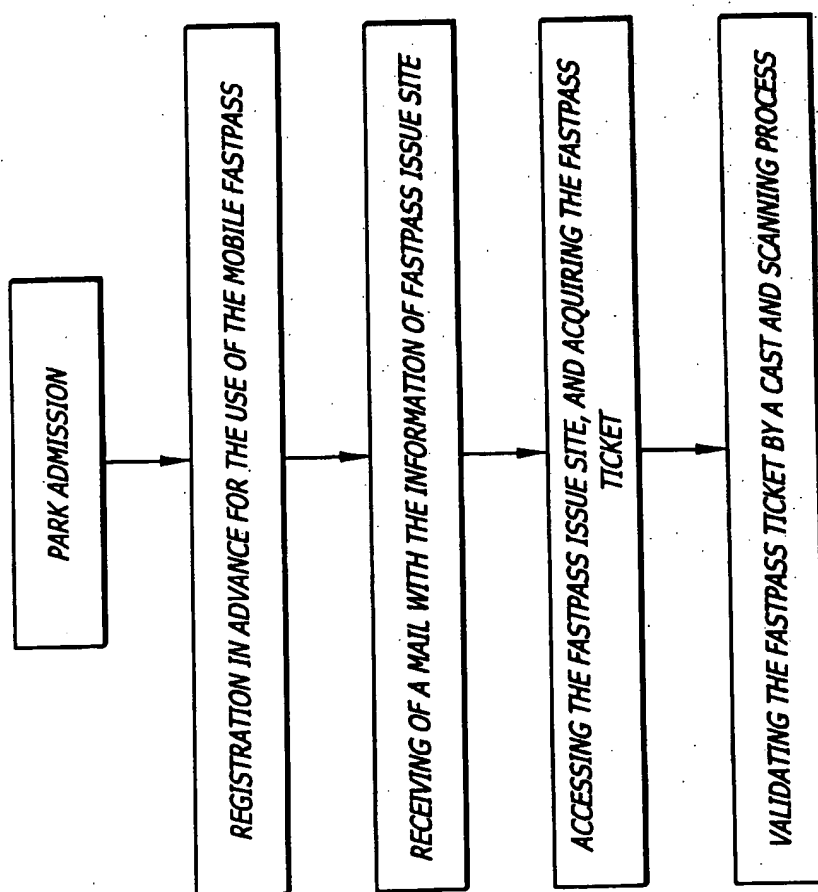 PARK ADMISSION
REGISTRATION IN ADVANCE FOR THE USE OF THE MOBILE FASTPASS
RECEIVING OF A MAIL WITH THE INFORMATION OF FASTPASS ISSUE SITE
ACCESSING THE FASTPASS ISSUE SITE, AND ACQUIRING THE FASTPASS
TICKET
VALIDATING THE FASTPASS TICKET BY A CAST AND SCANNING PROCESS